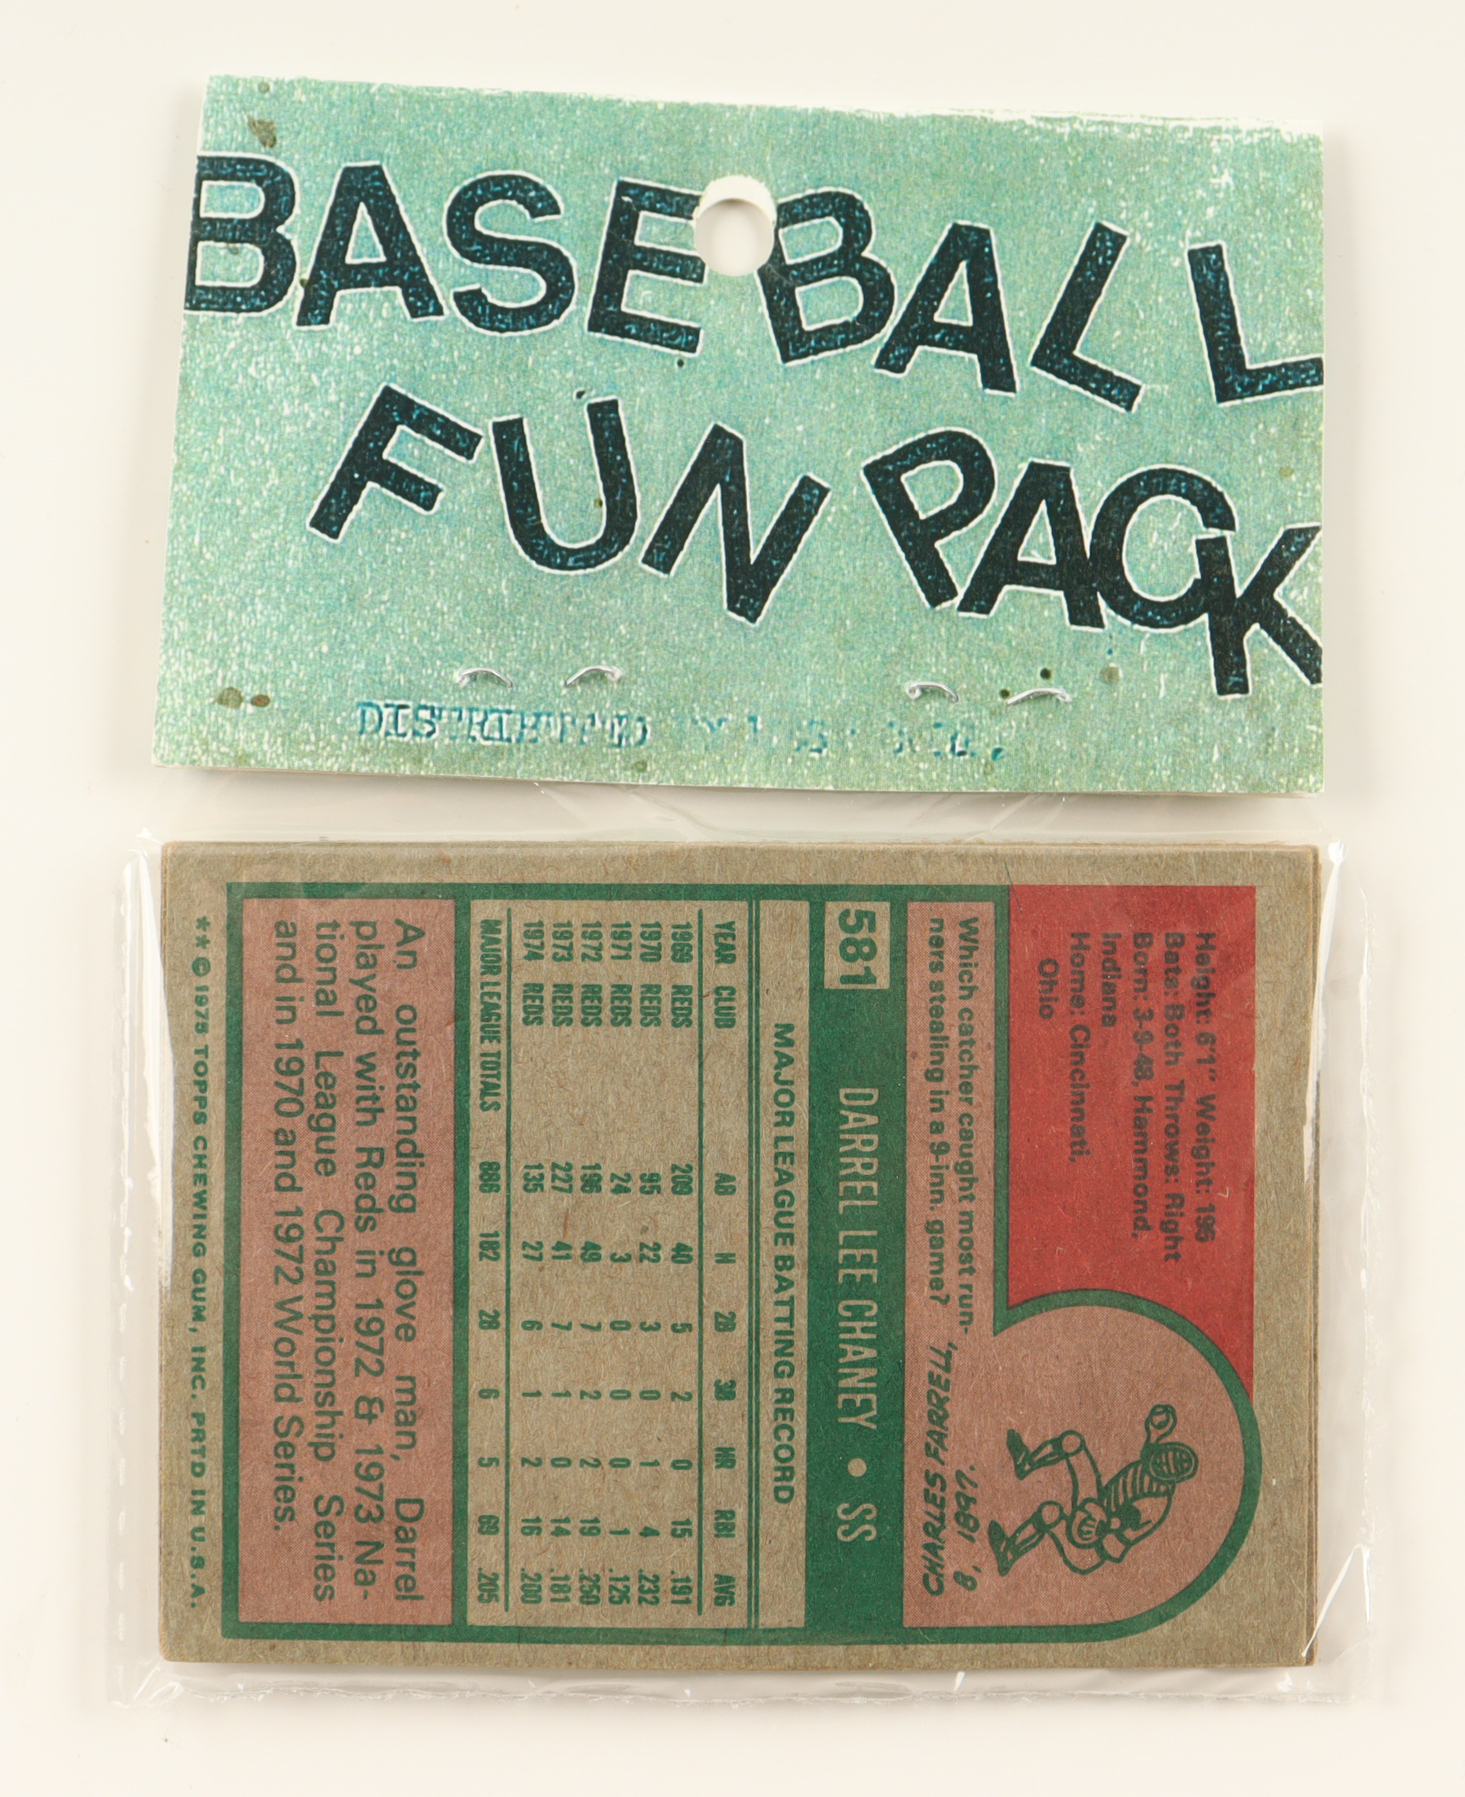 BASEBALL
FUN PACK
DISTRIBUTED
Height: 6'1" Weight: 195
Bats: Both Throws: Right
Born: 3-9-48, Hammond,
Indiana
Home: Cincinnati,
Ohio
Which catcher caught most run-
ners stealing in a 9-inn. game?
CHARLES FARRELL,
8, 1897.
581 DARREL LEE CHANEY • SS
MAJOR LEAGUE BATTING RECORD
YEAR CLUB AB H 2B 3B HR RBI AVG
1969 REDS 209 40 5 2 0 15 .191
1970 REDS 95 22 3 0 1 4 .232
1971 REDS 24 3 0 0 0 1 .125
1972 REDS 196 49 7 2 2 19 .250
1973 REDS 227 41 7 1 0 14 .181
1974 REDS 135 27 6 1 2 16 .200
MAJOR LEAGUE TOTALS 886 182 28 6 5 69 .205
An outstanding glove man, Darrel
played with Reds in 1972 & 1973 Na-
tional League Championship Series
and in 1970 and 1972 World Series.
** © 1975 TOPPS CHEWING GUM, INC. PRTD IN U.S.A.